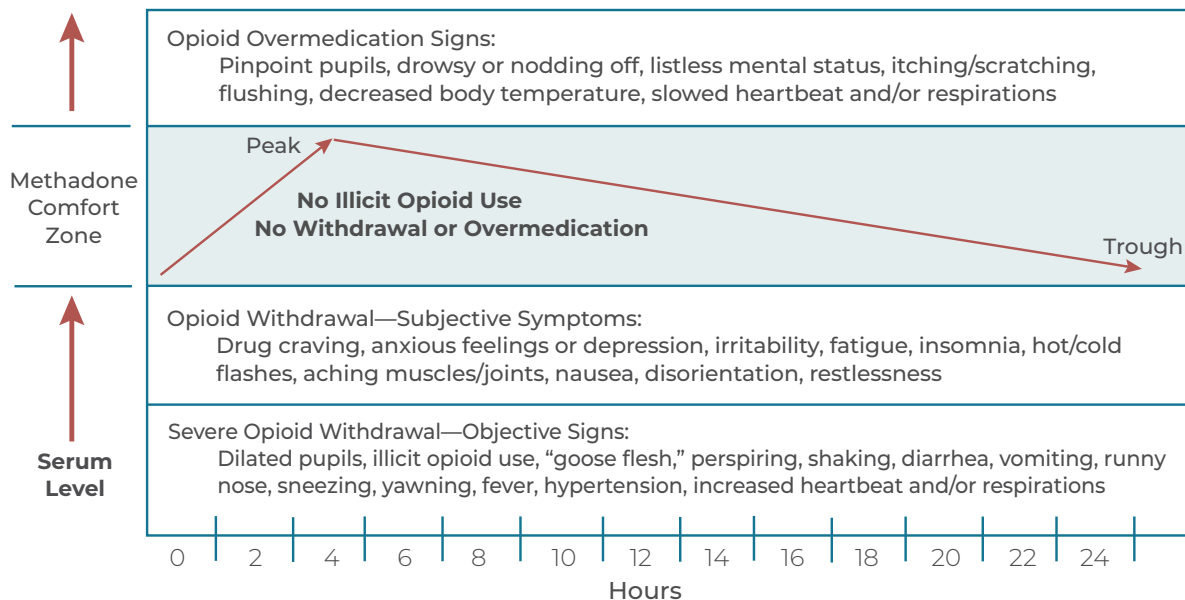 Opioid Overmedication Signs:
Pinpoint pupils, drowsy or nodding off, listless mental status, itching/scratching,
flushing, decreased body temperature, slowed heartbeat and/or respirations
Methadone
Comfort
Zone
Peak
No Illicit Opioid Use
No Withdrawal or Overmedication
Trough
Opioid Withdrawal—Subjective Symptoms:
Drug craving, anxious feelings or depression, irritability, fatigue, insomnia, hot/cold
flashes, aching muscles/joints, nausea, disorientation, restlessness
Serum
Level
Severe Opioid Withdrawal—Objective Signs:
Dilated pupils, illicit opioid use, “goose flesh,” perspiring, shaking, diarrhea, vomiting, runny
nose, sneezing, yawning, fever, hypertension, increased heartbeat and/or respirations
0 2 4 6 8 10 12 14 16 18 20 22 24
Hours